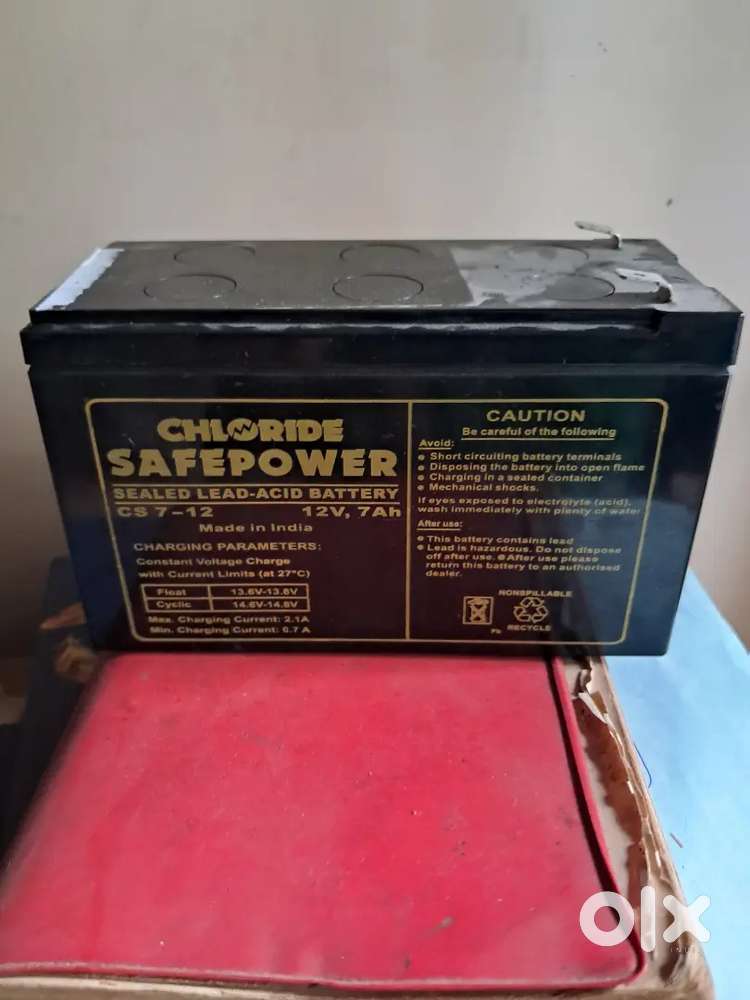 CHLORIDE
SAFEPOWER
SEALED LEAD-ACID BATTERY
CS 7-12 12V, 7Ah
Made in India
CHARGING PARAMETERS:
Constant Voltage Charge
with Current Limits (at 27°C)
Float 13.6V-13.8V
Cyclic 14.6V-14.8V
Max. Charging Current: 2.1A
Min. Charging Current: 0.7 A
CAUTION
Be careful of the following
Avoid:
Short circuiting battery terminals
Disposing the battery into open flame
Charging in a sealed container
Mechanical shocks.
If eyes exposed to electrolyte (acid),
wash immediately with plenty of water
After use:
This battery contains lead
Lead is hazardous. Do not dispose
off after use. ● After use please
return this battery to an authorised
dealer.
NONSPILLABLE
Pb RECYCLE
olx
INDIA